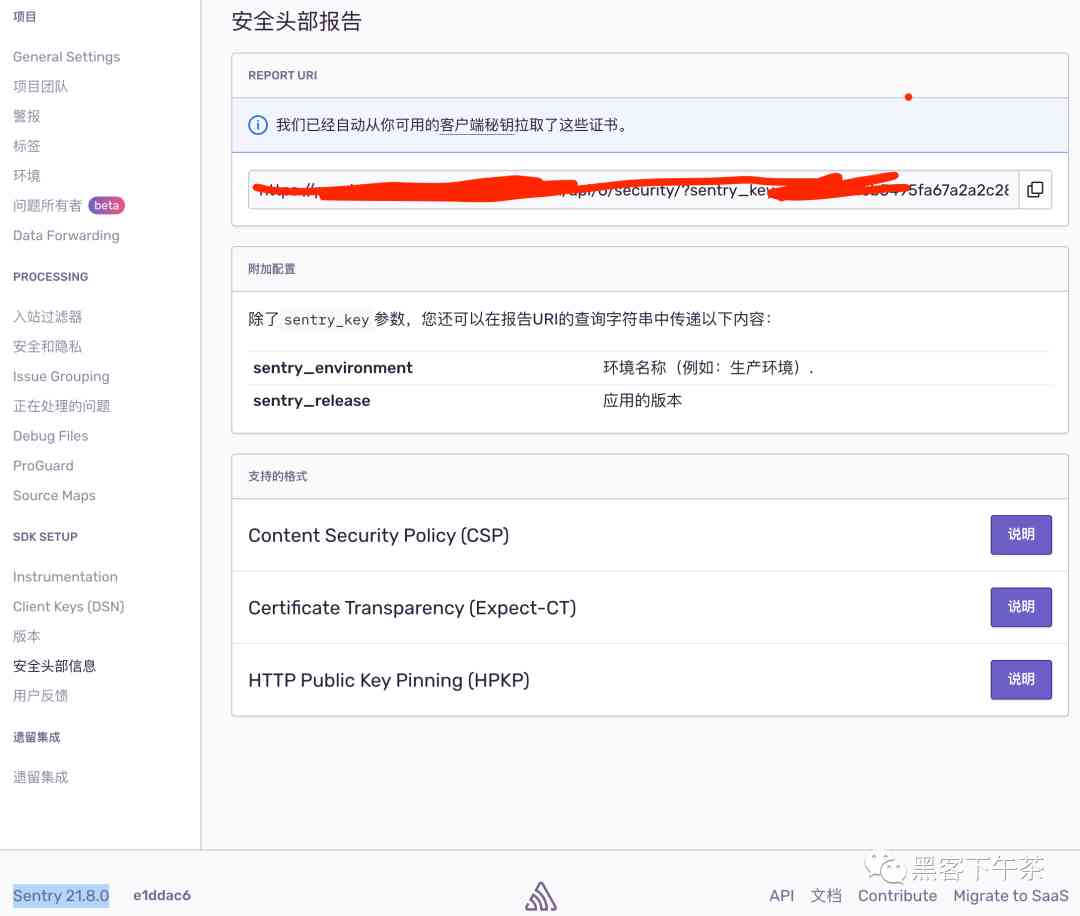 项目
General Settings
项目团队
警报
标签
环境
问题所有者 beta
Data Forwarding
PROCESSING
入站过滤器
安全和隐私
Issue Grouping
正在处理的问题
Debug Files
ProGuard
Source Maps
SDK SETUP
Instrumentation
Client Keys (DSN)
版本
安全头部信息
用户反馈
遗留集成
遗留集成
安全头部报告
REPORT URI
我们已经自动从你可用的客户端秘钥拉取了这些证书。
/security/?sentry_key
5fa67a2a2c28
附加配置
除了 sentry_key 参数，您还可以在报告URI的查询字符串中传递以下内容：
sentry_environment 环境名称（例如：生产环境）.
sentry_release 应用的版本
支持的格式
Content Security Policy (CSP) 说明
Certificate Transparency (Expect-CT) 说明
HTTP Public Key Pinning (HPKP) 说明
黑客下午茶
Sentry 21.8.0 e1ddac6 API 文档 Contribute Migrate to SaaS